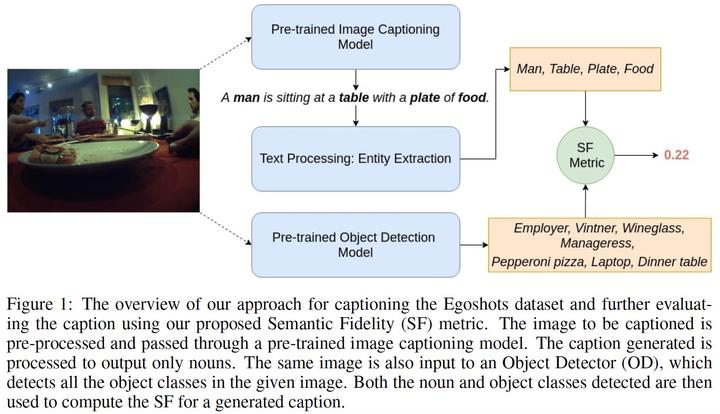 Pre-trained Image Captioning
Model
A man is sitting at a table with a plate of food.
Text Processing: Entity Extraction
Pre-trained Object Detection
Model
Man, Table, Plate, Food
SF
Metric
0.22
Employer, Vintner, Wineglass,
Manageress,
Pepperoni pizza, Laptop, Dinner table
Figure 1: The overview of our approach for captioning the Egoshots dataset and further evaluat-
ing the caption using our proposed Semantic Fidelity (SF) metric. The image to be captioned is
pre-processed and passed through a pre-trained image captioning model. The caption generated is
processed to output only nouns. The same image is also input to an Object Detector (OD), which
detects all the object classes in the given image. Both the noun and object classes detected are then
used to compute the SF for a generated caption.